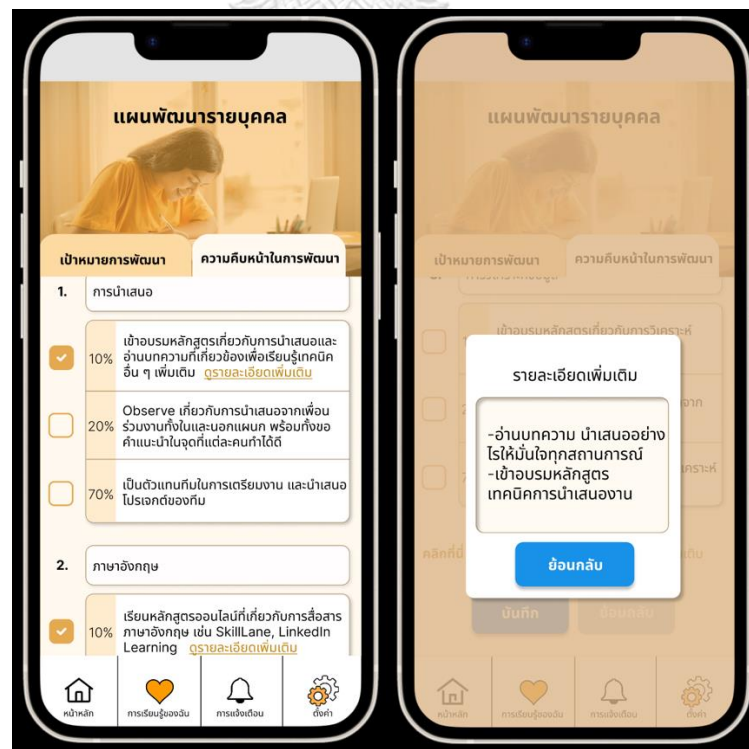 แผนพัฒนารายบุคคล
เป้าหมายการพัฒนา
ความคืบหน้าในการพัฒนา
1.
การนำเสนอ
10%
เข้าอบรมหลักสูตรเกี่ยวกับการนำเสนอและ
อ่านบทความที่เกี่ยวข้องเพื่อเรียนรู้เทคนิค
อื่น ๆ เพิ่มเติม ดูรายละเอียดเพิ่มเติม
20%
Observe เกี่ยวกับการนำเสนอจากเพื่อน
ร่วมงานทั้งในและนอกแผนก พร้อมทั้งขอ
คำแนะนำในจุดที่แต่ละคนทำได้ดี
70%
เป็นตัวแทนทีมในการเตรียมงาน และนำเสนอ
โปรเจกต์ของทีม
2.
ภาษาอังกฤษ
10%
เรียนหลักสูตรออนไลน์ที่เกี่ยวกับการสื่อสาร
ภาษาอังกฤษ เช่น SkillLane, LinkedIn
Learning ดูรายละเอียดเพิ่มเติม
หน้าหลัก
การเรียนรู้ของฉัน
การแจ้งเตือน
ตั้งค่า
แผนพัฒนารายบุคคล
เป้าหมายการพัฒนา
ความคืบหน้าในการพัฒนา
เข้าอบรมหลักสูตรเกี่ยวกับการวิเคราะห์
รายละเอียดเพิ่มเติม
-อ่านบทความ นำเสนออย่าง
ไรให้มั่นใจทุกสถานการณ์
-เข้าอบรมหลักสูตร
เทคนิคการนำเสนองาน
ย้อนกลับ
คลิกที่นี่
บันทึก
ย้อนกลับ
หน้าหลัก
การเรียนรู้ของฉัน
การแจ้งเตือน
ตั้งค่า